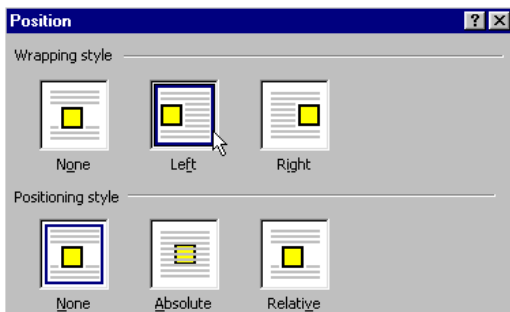 Position
Wrapping style
None Left Right
Positioning style
None Absolute Relative